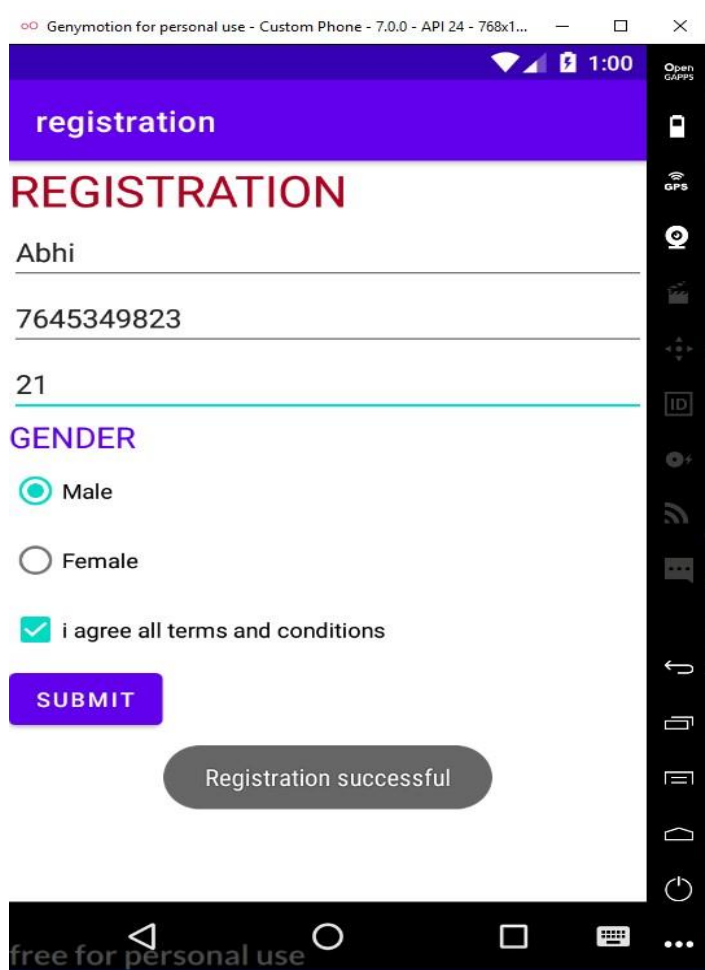 Genymotion for personal use - Custom Phone - 7.0.0 - API 24 - 768x1...
1:00
Open
GAPPS
registration
GPS
REGISTRATION
Abhi
7645349823
21
ID
GENDER
Male
Female
i agree all terms and conditions
SUBMIT
Registration successful
free for personal use